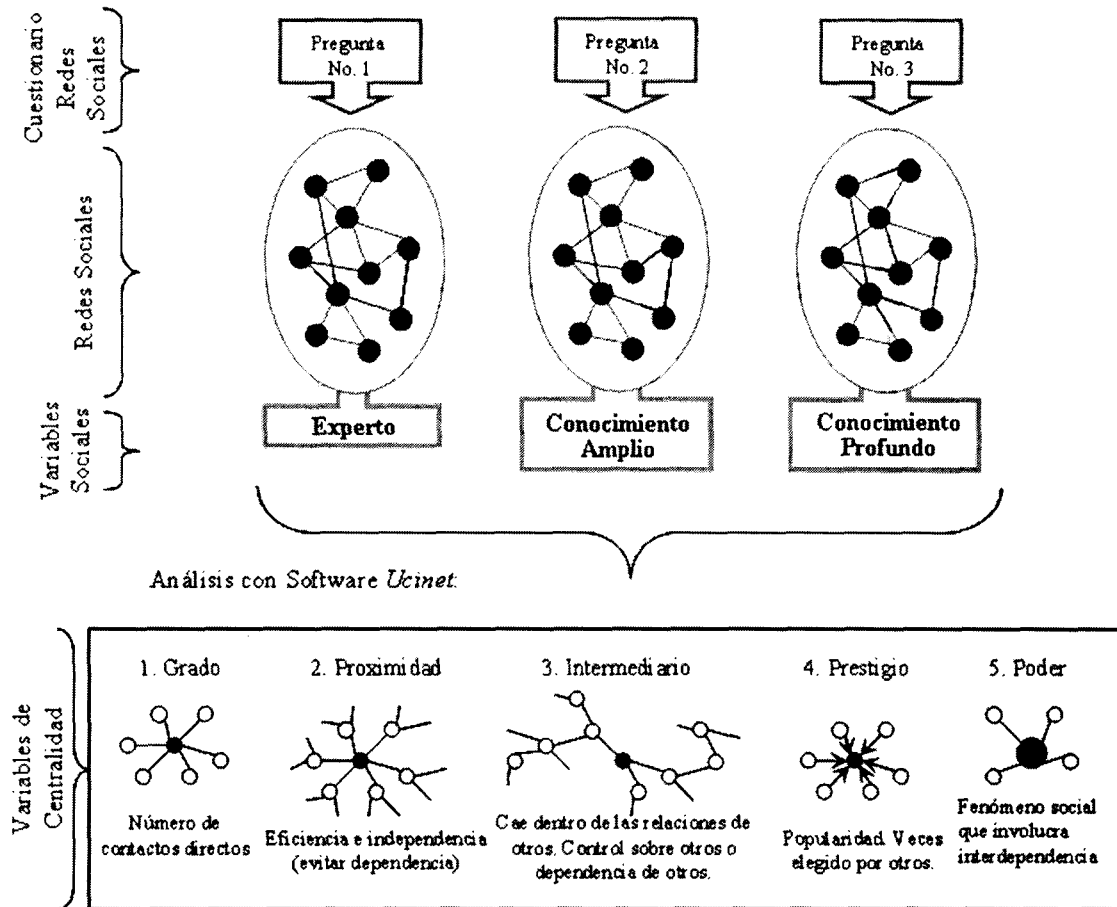 Cuestionario
Redes
Sociales
Pregunta
No. 1
Pregunta
No. 2
Pregunta
No. 3
Redes Sociales
Variables
Sociales
Experto
Conocimiento
Amplio
Conocimiento
Profundo
Análisis con Software Ucinet:
Variables de
Centralidad
1. Grado
2. Proximidad
3. Intermediario
4. Prestigio
5. Poder
Número de
contactos directos
Eficiencia e independencia
(evitar dependencia)
Cae dentro de las relaciones de
otros. Control sobre otros o
dependencia de otros.
Popularidad. Veces
elegido por otros.
Fenómeno social
que involucra
interdependencia